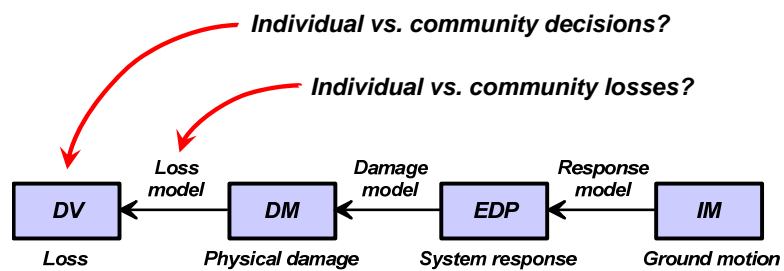 Individual vs. community decisions?
Individual vs. community losses?
Loss
model
Damage
model
Response
model
DV
DM
EDP
IM
Loss
Physical damage
System response
Ground motion